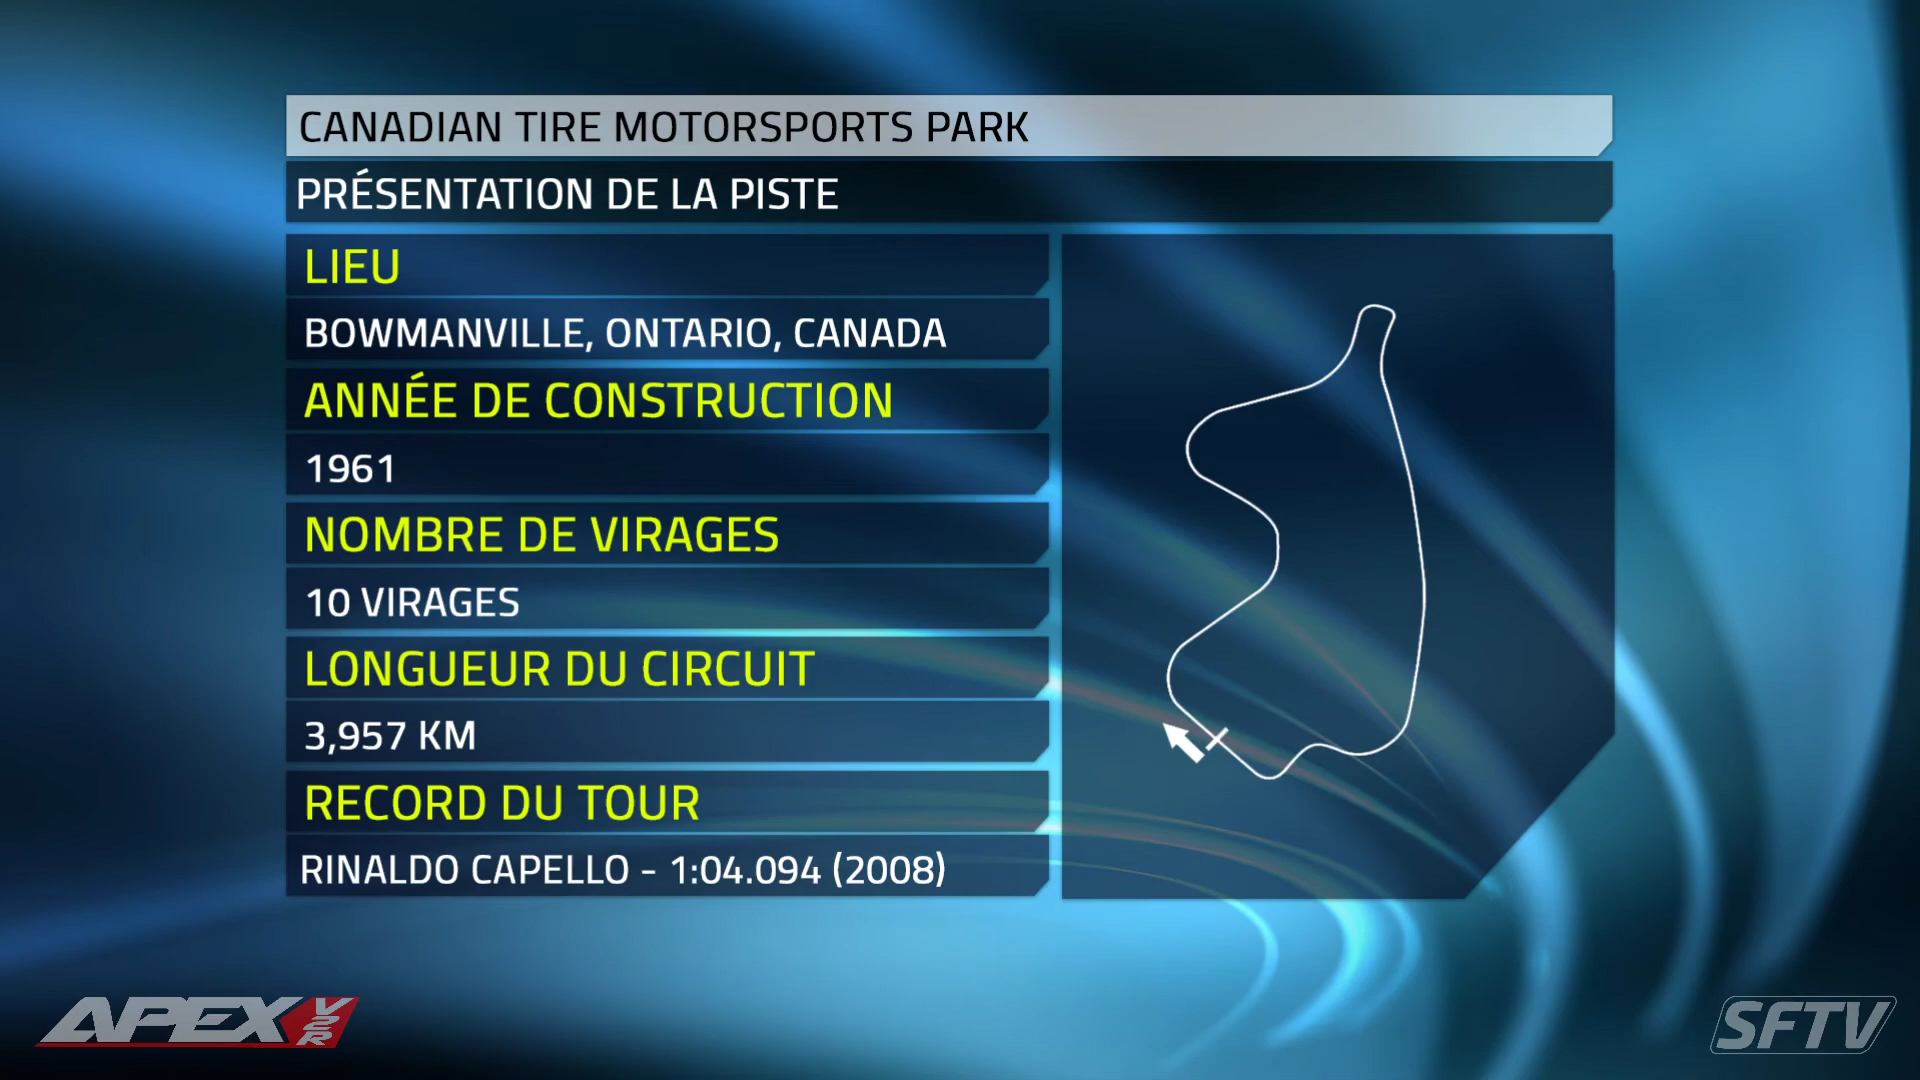 CANADIAN TIRE MOTORSPORTS PARK
PRÉSENTATION DE LA PISTE
LIEU
BOWMANVILLE, ONTARIO, CANADA
ANNÉE DE CONSTRUCTION
1961
NOMBRE DE VIRAGES
10 VIRAGES
LONGUEUR DU CIRCUIT
3,957 KM
RECORD DU TOUR
RINALDO CAPELLO - 1:04.094 (2008)
APEX VSCR
SFTV